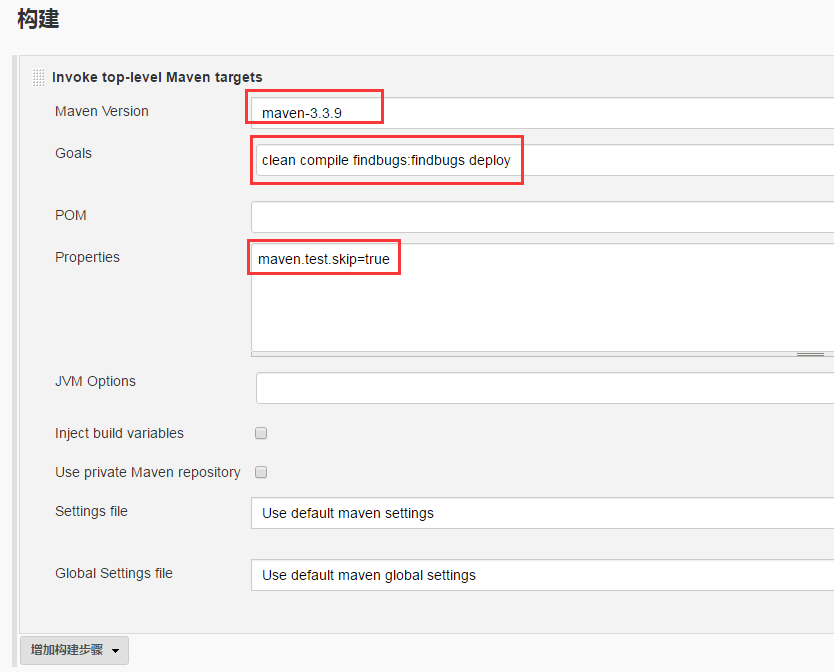 构建
Invoke top-level Maven targets
Maven Version
maven-3.3.9
Goals
clean compile findbugs:findbugs deploy
POM
Properties
maven.test.skip=true
JVM Options
Inject build variables
Use private Maven repository
Settings file
Use default maven settings
Global Settings file
Use default maven global settings
增加构建步骤